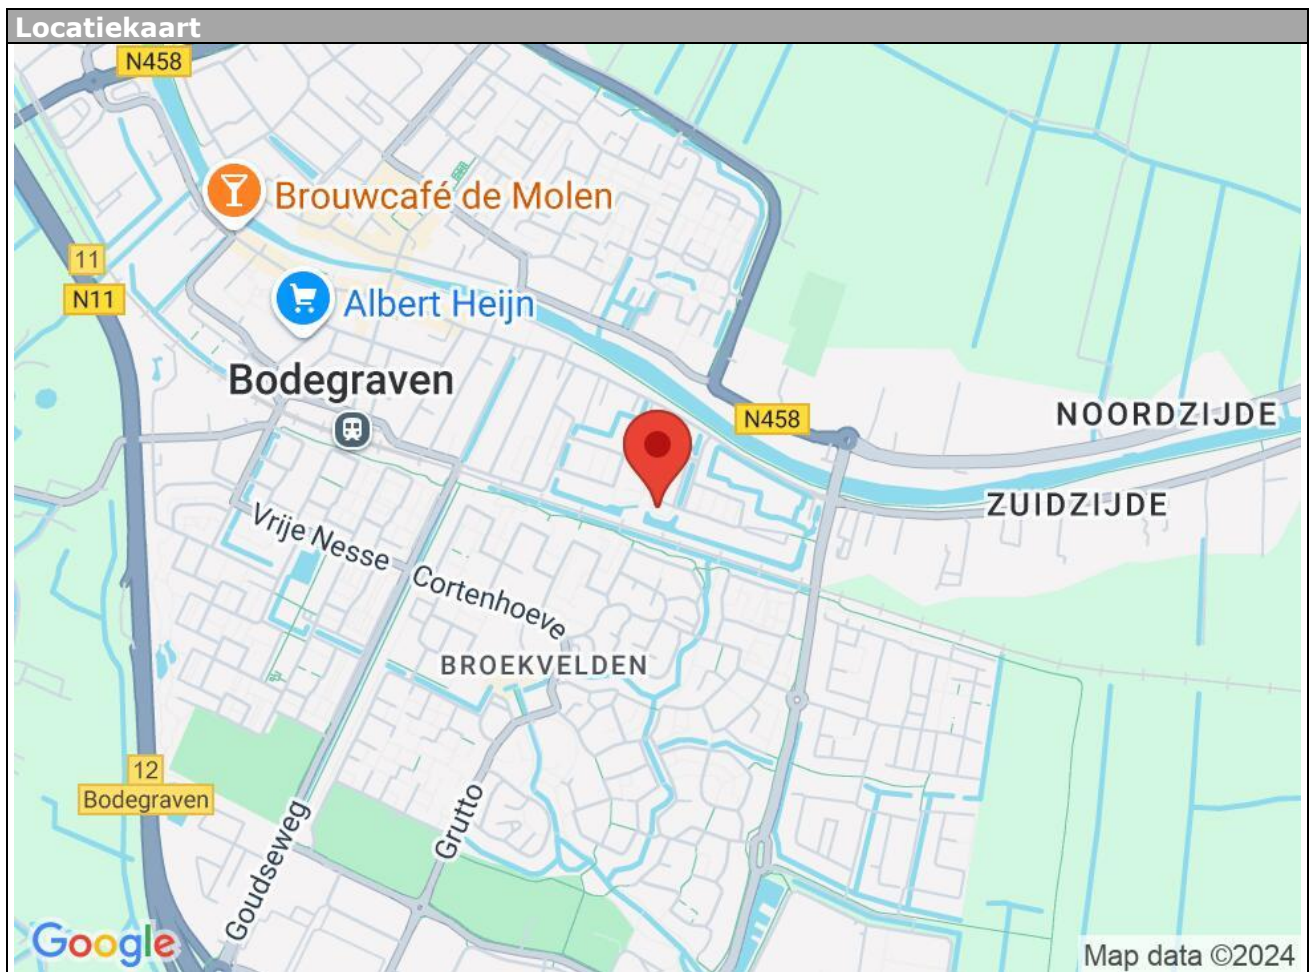 Locatiekaart
N458
Brouwcafé de Molen
11
N11
Albert Heijn
Bodegraven
N458
NOORDZIJDE
ZUIDZIJDE
Vrije Nesse
Cortenhoeve
BROEKVELDEN
12
Bodegraven
Goudseweg
Grutto
Google
Map data ©2024